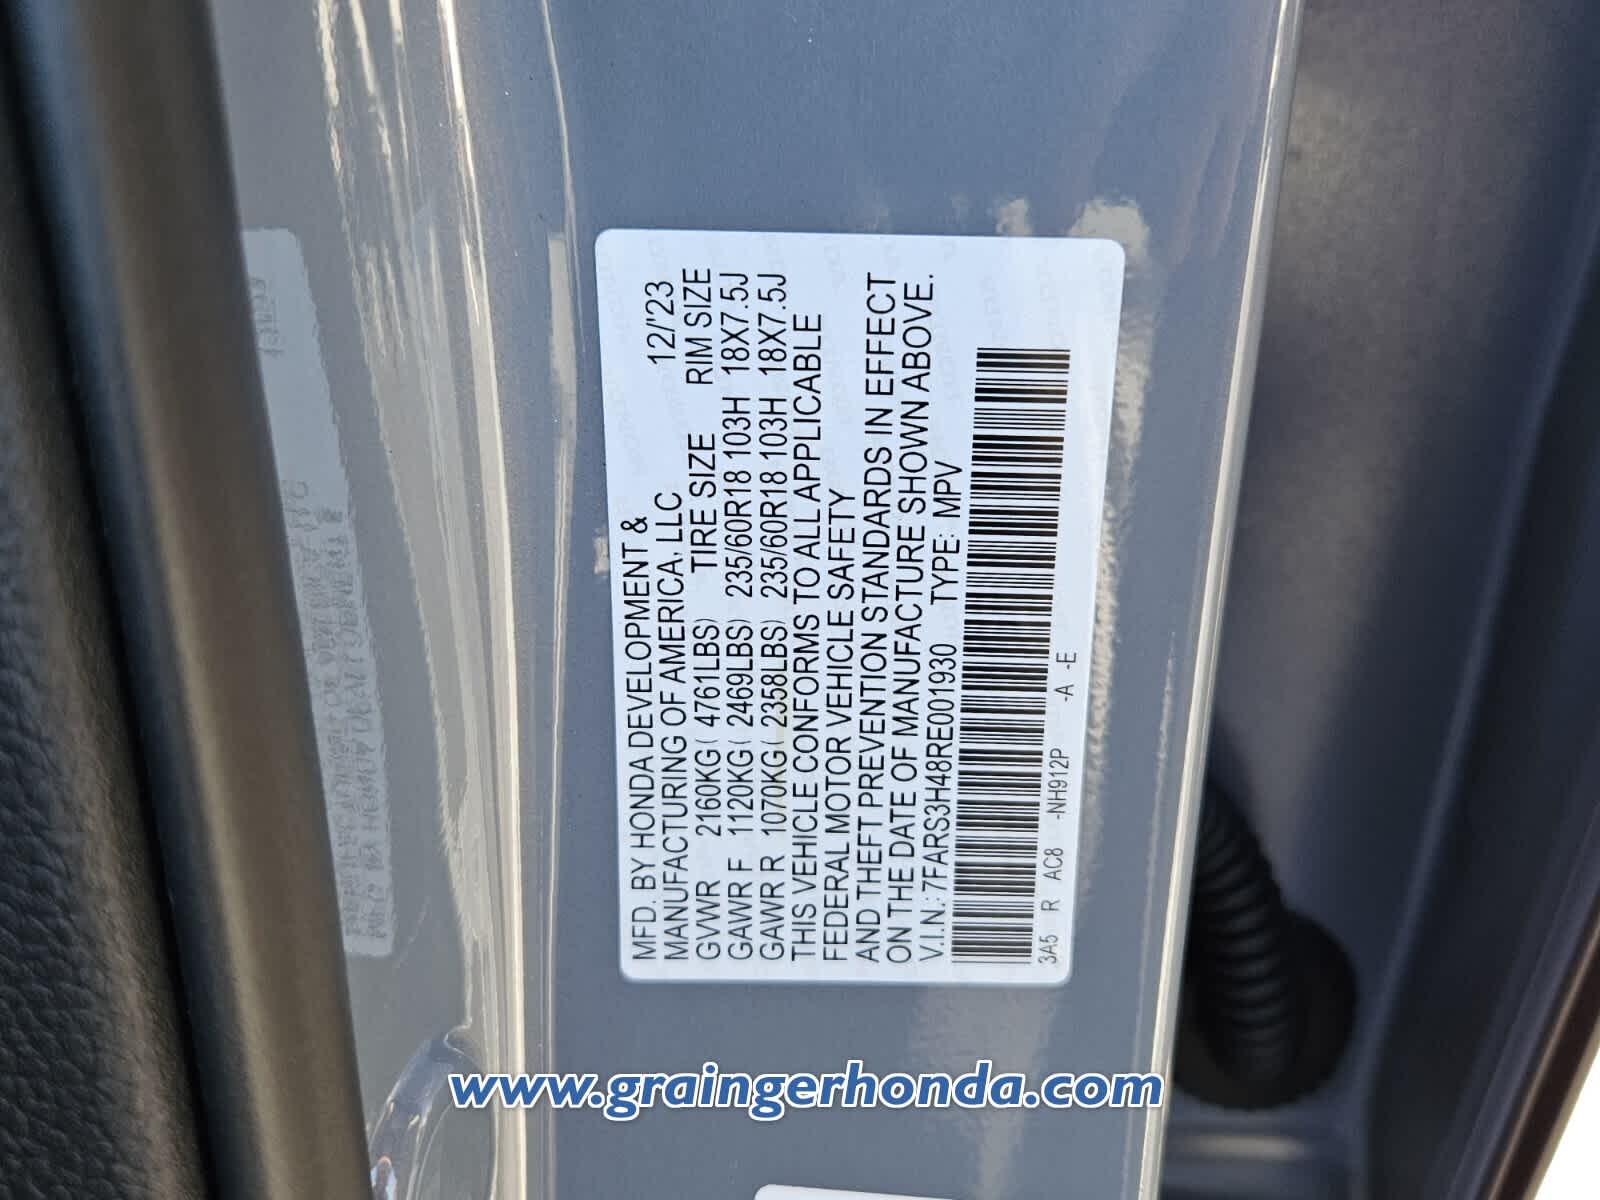 MFD. BY HONDA DEVELOPMENT &
MANUFACTURING OF AMERICA, LLC 12/'23
GVWR 2160KG ( 4761LBS) TIRE SIZE RIM SIZE
GAWR F 1120KG ( 2469LBS) 235/60R18 103H 18X7.5J
GAWR R 1070KG ( 2358LBS) 235/60R18 103H 18X7.5J
THIS VEHICLE CONFORMS TO ALL APPLICABLE
FEDERAL MOTOR VEHICLE SAFETY
AND THEFT PREVENTION STANDARDS IN EFFECT
ON THE DATE OF MANUFACTURE SHOWN ABOVE.
V.I.N.: 7FARS3H48RE001930 TYPE: MPV
3A5 R AC8 -NH912P -A -E
www.graingerhonda.com